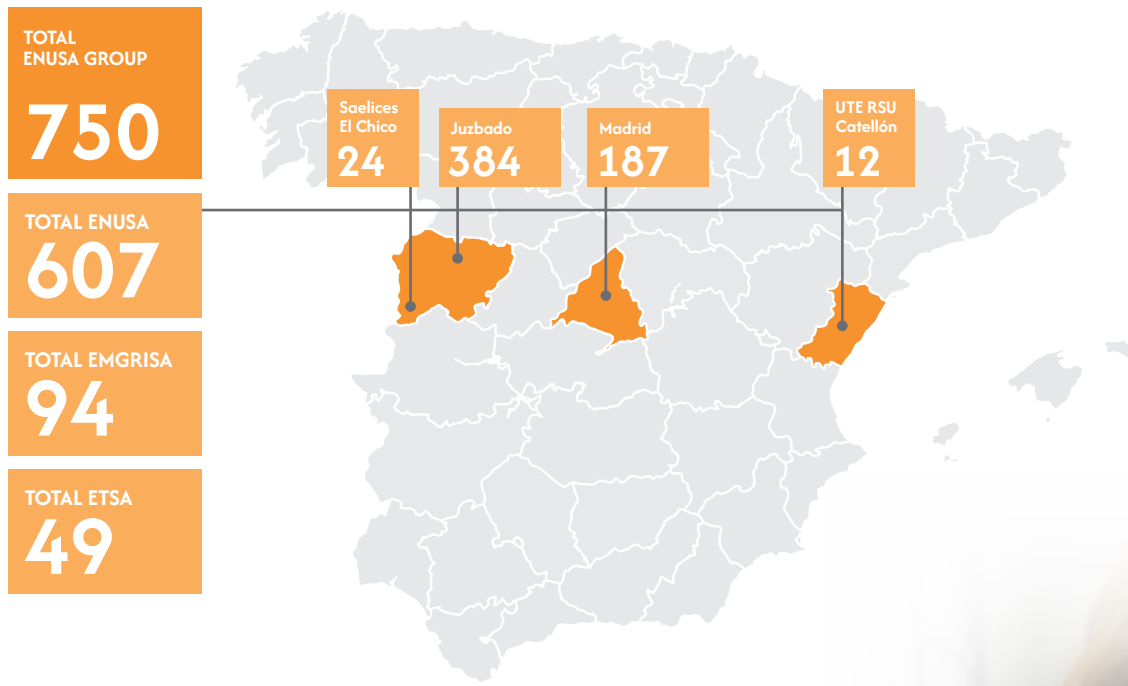 TOTAL
ENUSA GROUP
750
TOTAL ENUSA
607
TOTAL EMGRISA
94
TOTAL ETSA
49
Saelices
El Chico
24
Juzbado
384
Madrid
187
UTE RSU
Catellón
12